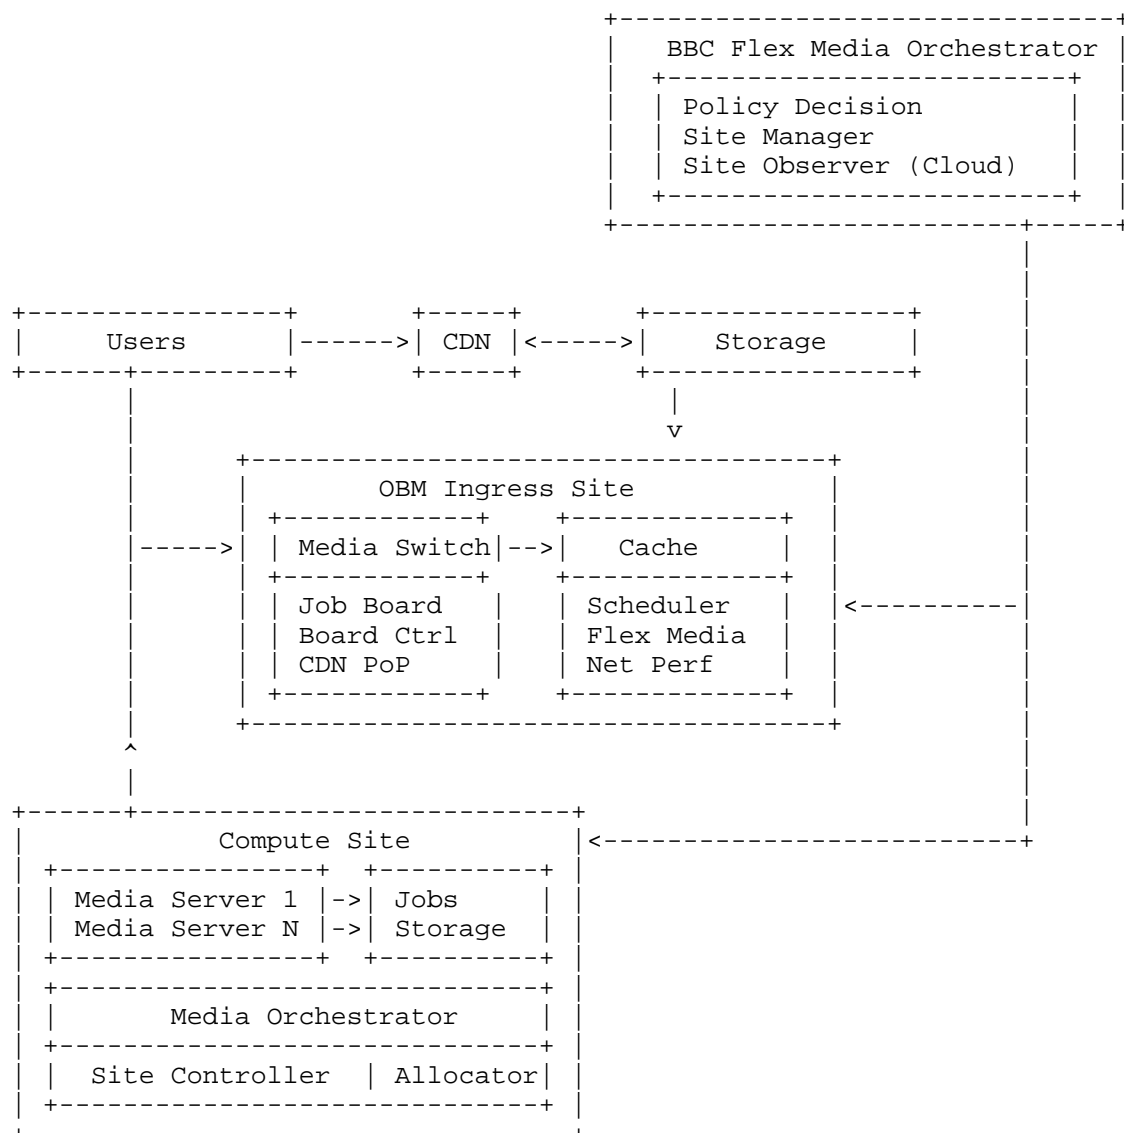 BBC Flex Media Orchestrator
Policy Decision
Site Manager
Site Observer (Cloud)
Users
CDN
Storage
OBM Ingress Site
Media Switch
Cache
Job Board
Board Ctrl
CDN PoP
Scheduler
Flex Media
Net Perf
Compute Site
Media Server 1
Media Server N
Jobs
Storage
Media Orchestrator
Site Controller
Allocator